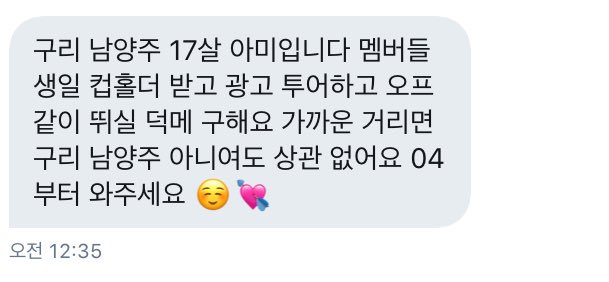 구리 남양주 17살 아미입니다 멤버들
생일 컵홀더 받고 광고 투어하고 오프
같이 뛰실 덕메 구해요 가까운 거리면
구리 남양주 아니여도 상관 없어요 04
부터 와주세요 ☺️ 💘
오전 12:35